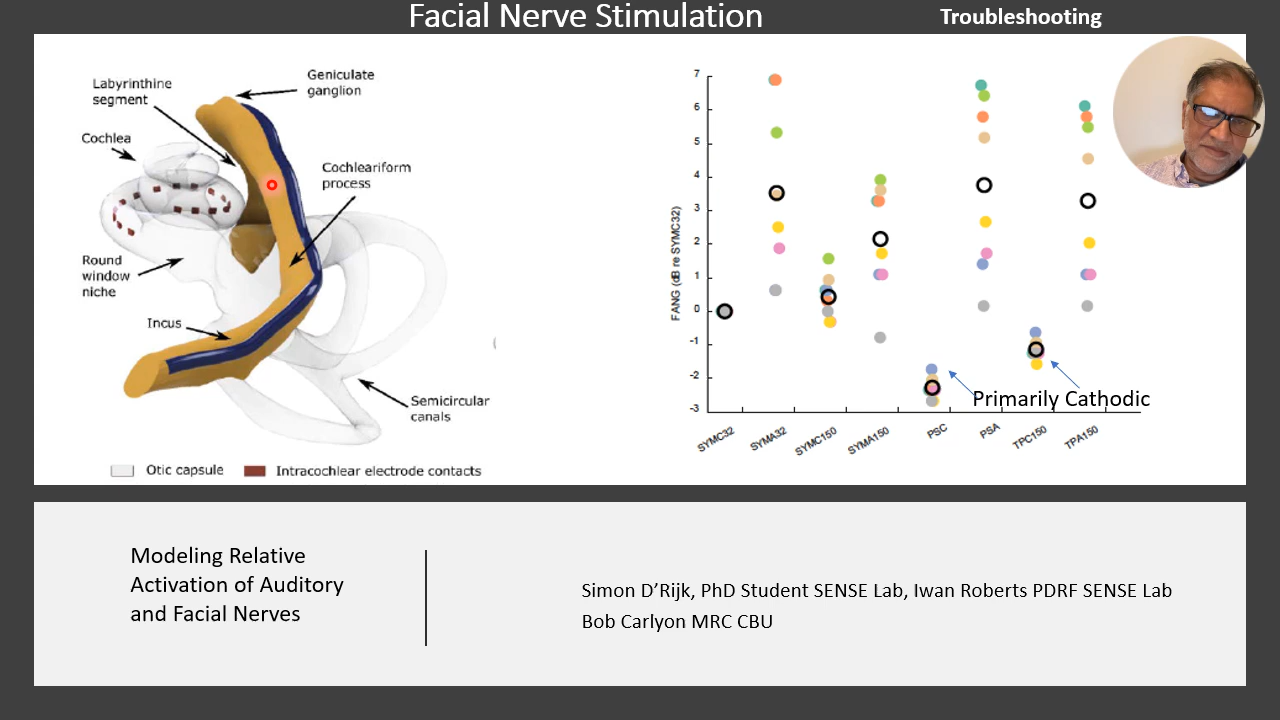 Facial Nerve Stimulation
Troubleshooting
Labyrinthine
segment
Geniculate
ganglion
Cochlea
Cochleariform
process
Round
window
niche
Incus
Semicircular
canals
Otic capsule
Intracochlear electrode contacts
FANG (dB re SYMC32)
7
6
5
4
3
2
1
0
-1
-2
-3
SYMC32
SYMA32
SYMC150
SYMA150
PSC
PSA
TPC150
TPA150
Primarily Cathodic
Modeling Relative
Activation of Auditory
and Facial Nerves
Simon D’Rijk, PhD Student SENSE Lab, Iwan Roberts PDRF SENSE Lab
Bob Carlyon MRC CBU